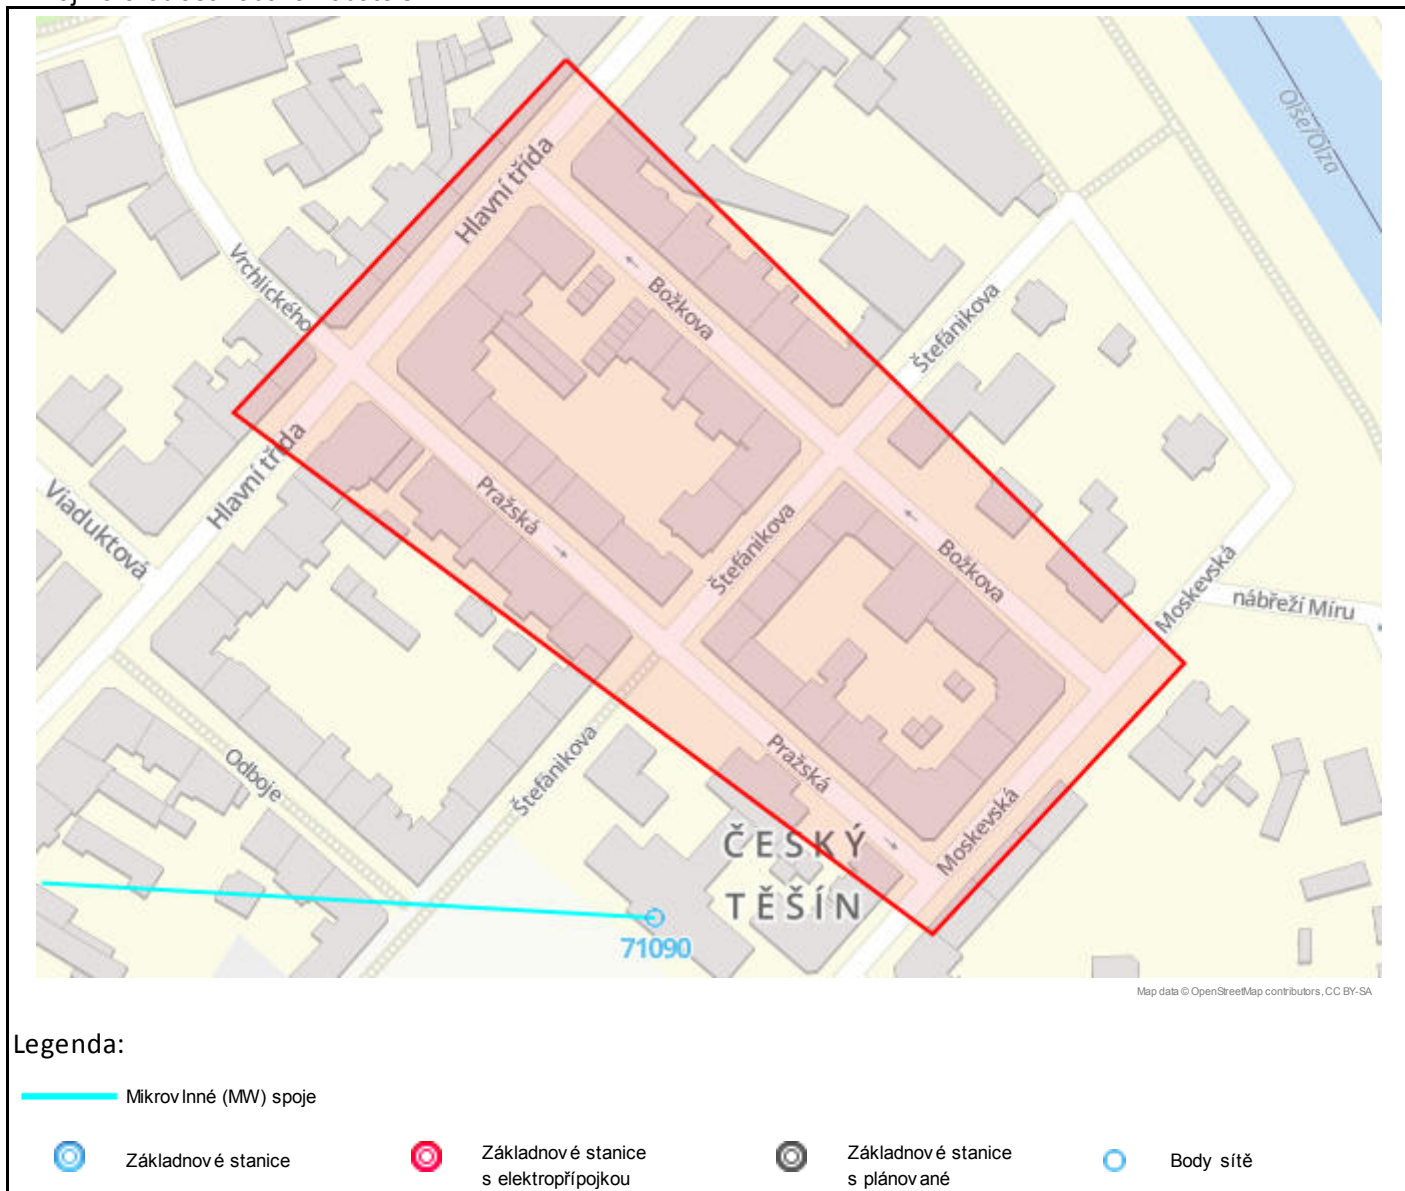 Olše/Olza
Hlavní třída
Vrchlického
Božkova
Štefánikova
Hlavní třída
Viaduktová
Pražská
Štefánikova
Božkova
Moskevská
nábřeží Míru
Odboje
Štefánikova
Pražská
Moskevská
ČESKÝ
TĚŠÍN
71090
Map data © OpenStreetMap contributors, CC BY-SA
Legenda:
Mikrovlnné (MW) spoje
Základnové stanice
Základnové stanice
s elektropřípojkou
Základnové stanice
s plánované
Body sítě